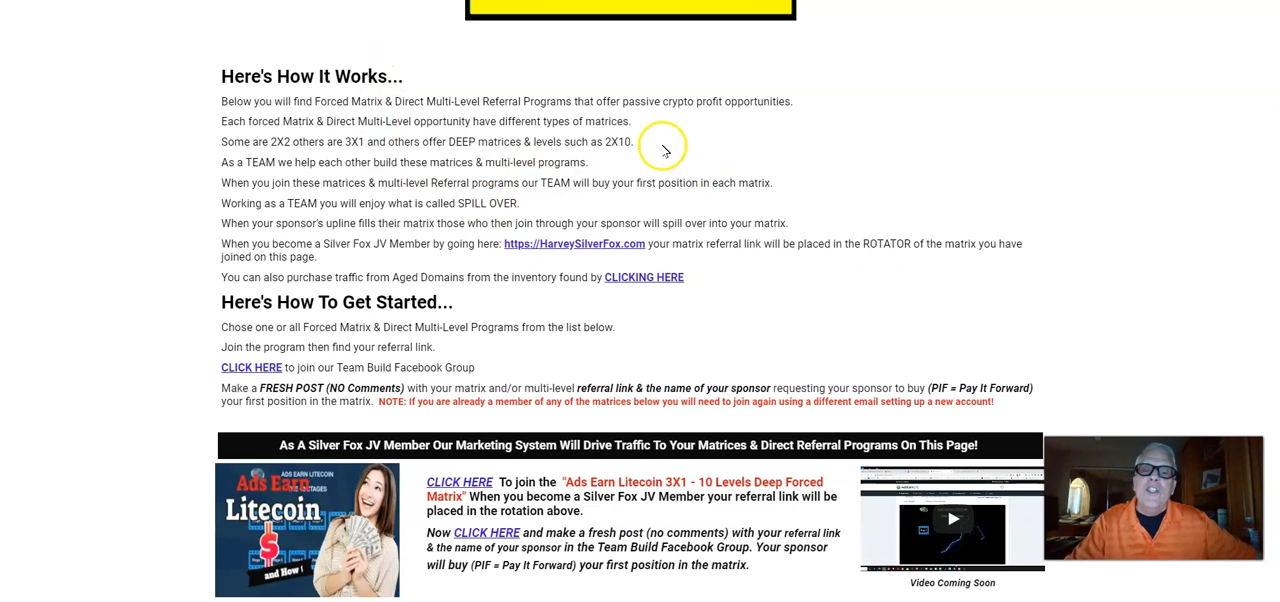 Here's How It Works...
Below you will find Forced Matrix & Direct Multi-Level Referral Programs that offer passive crypto profit opportunities.
Each forced Matrix & Direct Multi-Level opportunity have different types of matrices.
Some are 2X2 others are 3X1 and others offer DEEP matrices & levels such as 2X10.
As a TEAM we help each other build these matrices & multi-level programs.
When you join these matrices & multi-level Referral programs our TEAM will buy your first position in each matrix.
Working as a TEAM you will enjoy what is called SPILL OVER.
When your sponsor's upline fills their matrix those who then join through your sponsor will spill over into your matrix.
When you become a Silver Fox JV Member by going here: https://HarveySilverFox.com your matrix referral link will be placed in the ROTATOR of the matrix you have
joined on this page.
You can also purchase traffic from Aged Domains from the inventory found by CLICKING HERE
Here's How To Get Started...
Chose one or all Forced Matrix & Direct Multi-Level Programs from the list below.
Join the program then find your referral link.
CLICK HERE to join our Team Build Facebook Group
Make a FRESH POST (NO Comments) with your matrix and/or multi-level referral link & the name of your sponsor requesting your sponsor to buy (PIF = Pay It Forward)
your first position in the matrix. NOTE: If you are already a member of any of the matrices below you will need to join again using a different email setting up a new account!
As A Silver Fox JV Member Our Marketing System Will Drive Traffic To Your Matrices & Direct Referral Programs On This Page!
ADS EARN LITECOIN
Ads Earn
Litecoin
$
and How !
CLICK HERE To join the "Ads Earn Litecoin 3X1 - 10 Levels Deep Forced
Matrix" When you become a Silver Fox JV Member your referral link will be
placed in the rotation above.
Now CLICK HERE and make a fresh post (no comments) with your referral link
& the name of your sponsor in the Team Build Facebook Group. Your sponsor
will buy (PIF = Pay It Forward) your first position in the matrix.
Video Coming Soon